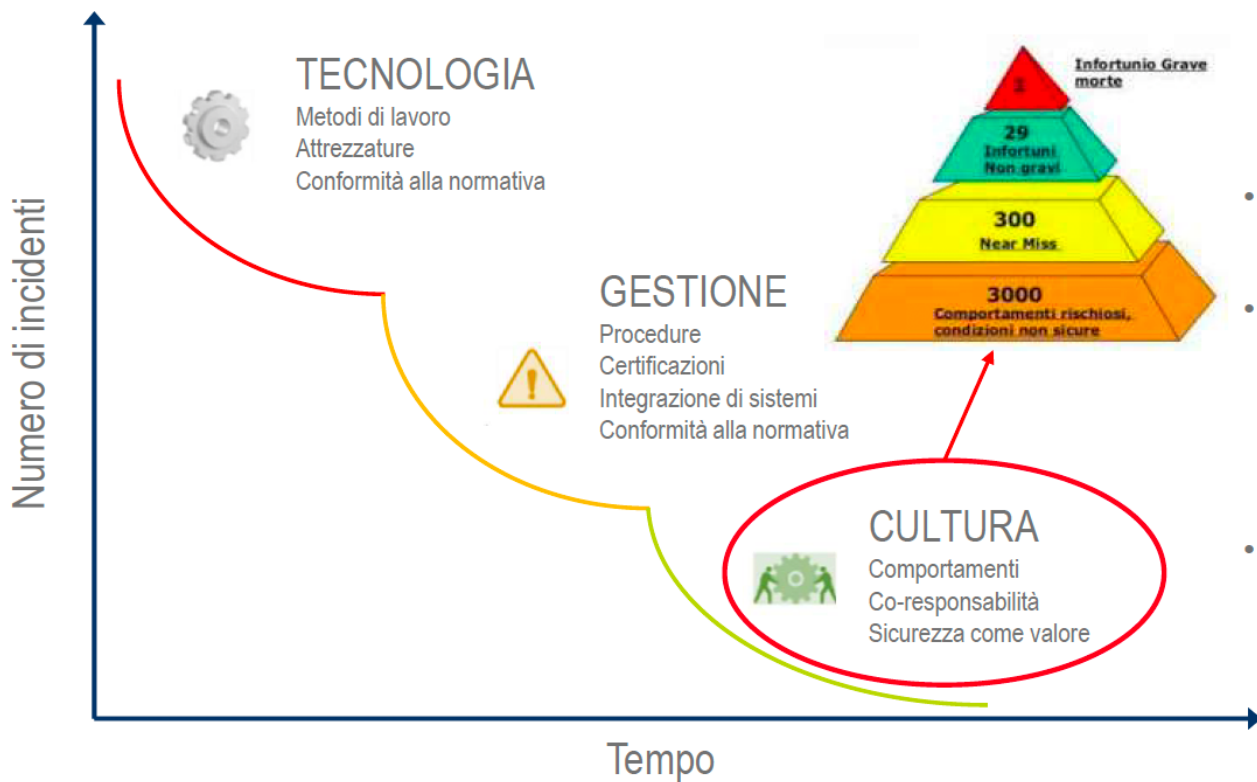 Numero di incidenti
TECNOLOGIA
Metodi di lavoro
Attrezzature
Conformità alla normativa
GESTIONE
Procedure
Certificazioni
Integrazione di sistemi
Conformità alla normativa
CULTURA
Comportamenti
Co-responsabilità
Sicurezza come valore
Tempo
Infortunio Grave
morte
1
29
Infortuni
Non gravi
300
Near Miss
3000
Comportamenti rischiosi,
condizioni non sicure